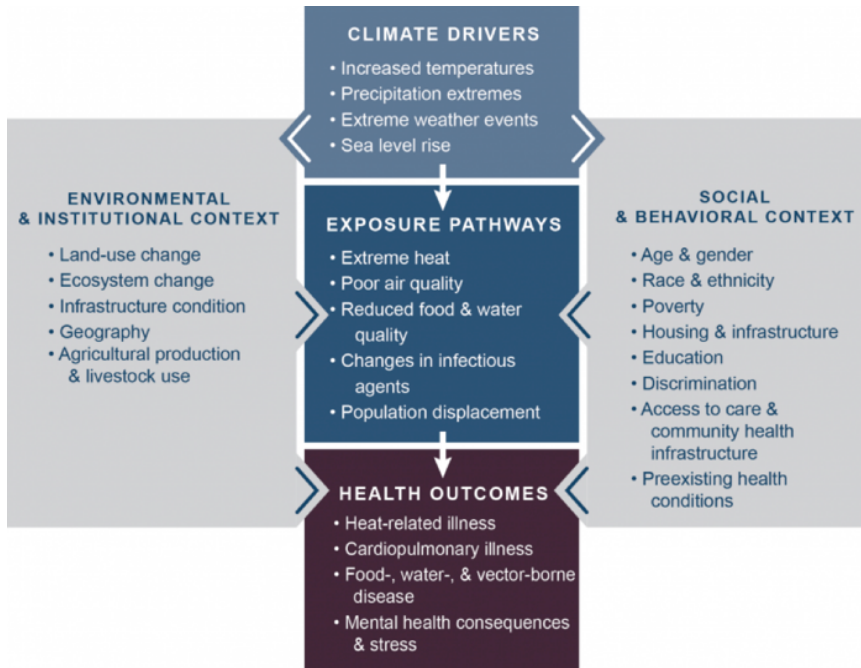 CLIMATE DRIVERS
• Increased temperatures
• Precipitation extremes
• Extreme weather events
• Sea level rise
ENVIRONMENTAL
& INSTITUTIONAL CONTEXT
• Land-use change
• Ecosystem change
• Infrastructure condition
• Geography
• Agricultural production
& livestock use
EXPOSURE PATHWAYS
• Extreme heat
• Poor air quality
• Reduced food & water
quality
• Changes in infectious
agents
• Population displacement
SOCIAL
& BEHAVIORAL CONTEXT
• Age & gender
• Race & ethnicity
• Poverty
• Housing & infrastructure
• Education
• Discrimination
• Access to care &
community health
infrastructure
• Preexisting health
conditions
HEALTH OUTCOMES
• Heat-related illness
• Cardiopulmonary illness
• Food-, water-, & vector-borne
disease
• Mental health consequences
& stress